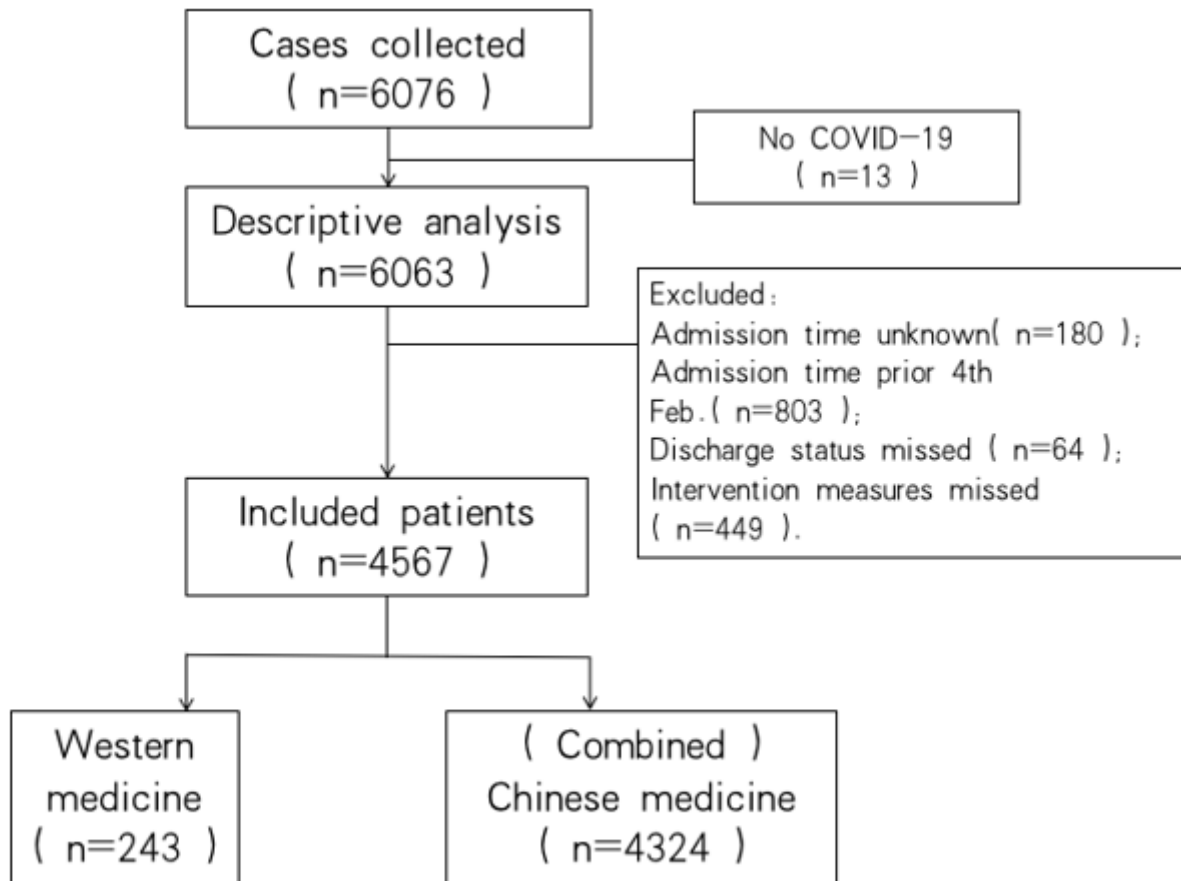 Cases collected
( n=6076 )
No COVID-19
( n=13 )
Descriptive analysis
( n=6063 )
Excluded:
Admission time unknown( n=180 );
Admission time prior 4th
Feb.( n=803 );
Discharge status missed ( n=64 );
Intervention measures missed
( n=449 ).
Included patients
( n=4567 )
Western
medicine
( n=243 )
( Combined )
Chinese medicine
( n=4324 )